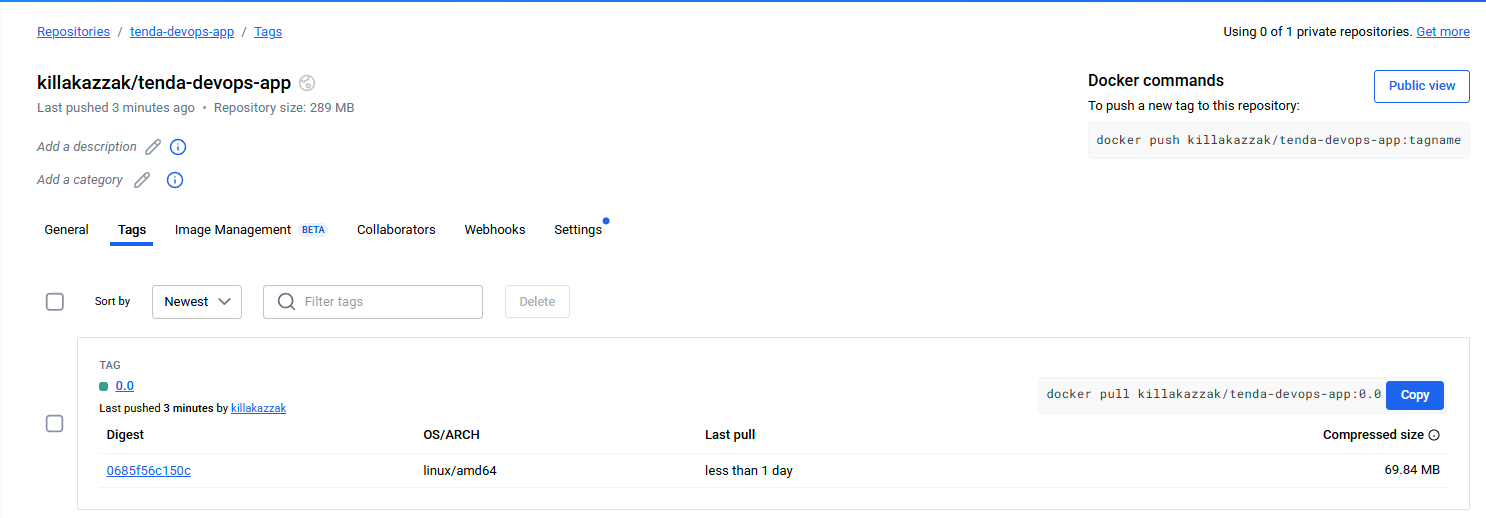 Repositories / tenda-devops-app / Tags
Using 0 of 1 private repositories. Get more
killakazzak/tenda-devops-app
Last pushed 3 minutes ago • Repository size: 289 MB
Add a description
Add a category
Docker commands
Public view
To push a new tag to this repository:
docker push killakazzak/tenda-devops-app:tagname
General Tags Image Management BETA Collaborators Webhooks Settings
Sort by Newest Filter tags Delete
TAG
0.0
Last pushed 3 minutes by killakazzak
docker pull killakazzak/tenda-devops-app:0.0 Copy
Digest OS/ARCH Last pull Compressed size
0685f56c150c linux/amd64 less than 1 day 69.84 MB